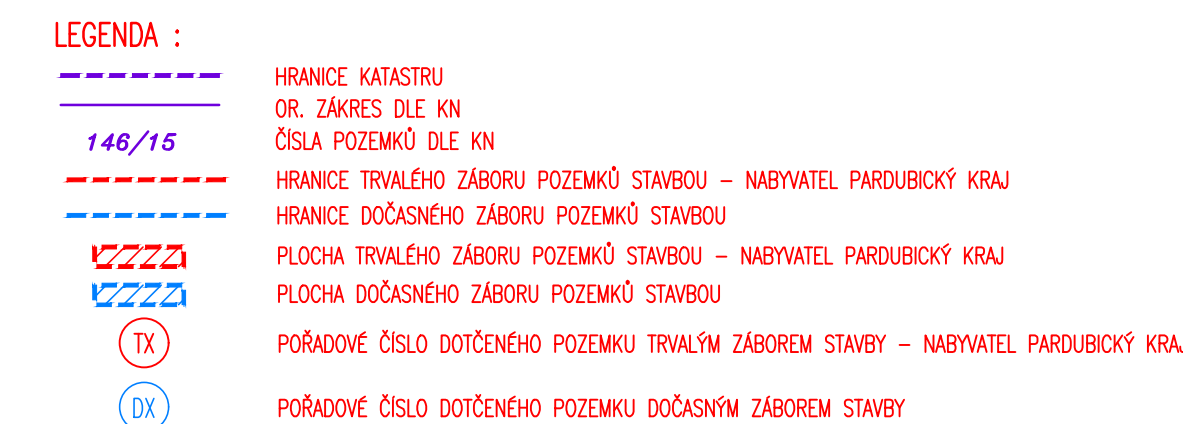 LEGENDA :
HRANICE KATASTRU
OR. ZÁKRES DLE KN
146/15 ČÍSLA POZEMKŮ DLE KN
HRANICE TRVALÉHO ZÁBORU POZEMKŮ STAVBOU – NABYVATEL PARDUBICKÝ KRAJ
HRANICE DOČASNÉHO ZÁBORU POZEMKŮ STAVBOU
PLOCHA TRVALÉHO ZÁBORU POZEMKŮ STAVBOU – NABYVATEL PARDUBICKÝ KRAJ
PLOCHA DOČASNÉHO ZÁBORU POZEMKŮ STAVBOU
TX POŘADOVÉ ČÍSLO DOTČENÉHO POZEMKU TRVALÝM ZÁBOREM STAVBY – NABYVATEL PARDUBICKÝ KRAJ
DX POŘADOVÉ ČÍSLO DOTČENÉHO POZEMKU DOČASNÝM ZÁBOREM STAVBY